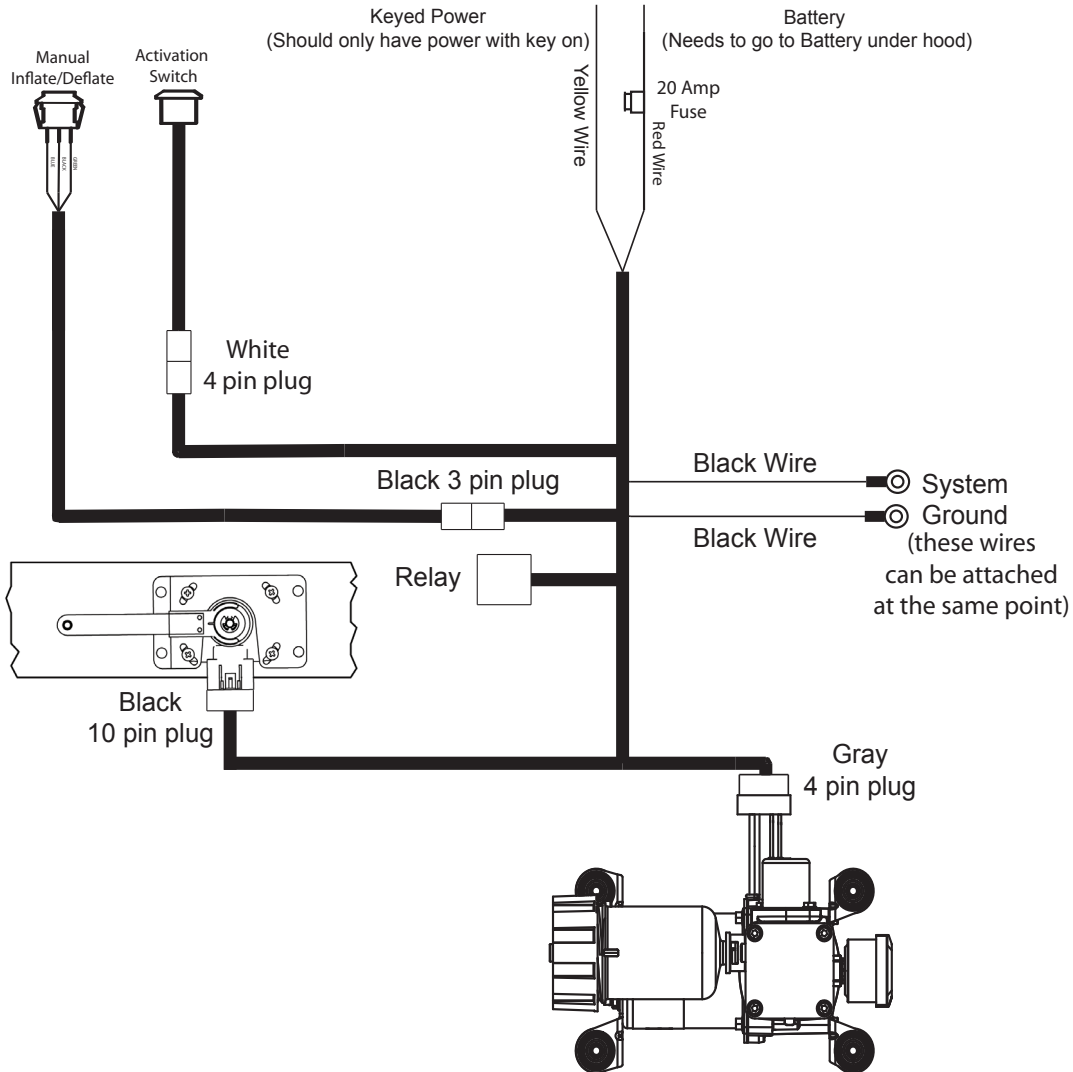 Keyed Power
(Should only have power with key on)
Battery
(Needs to go to Battery under hood)
Manual
Inflate/Deflate
Activation
Switch
Yellow Wire
20 Amp
Fuse
Red Wire
BLUE
BLACK
GREEN
White
4 pin plug
Black 3 pin plug
Black Wire
System
Ground
Black Wire
(these wires
can be attached
at the same point)
Relay
Black
10 pin plug
Gray
4 pin plug